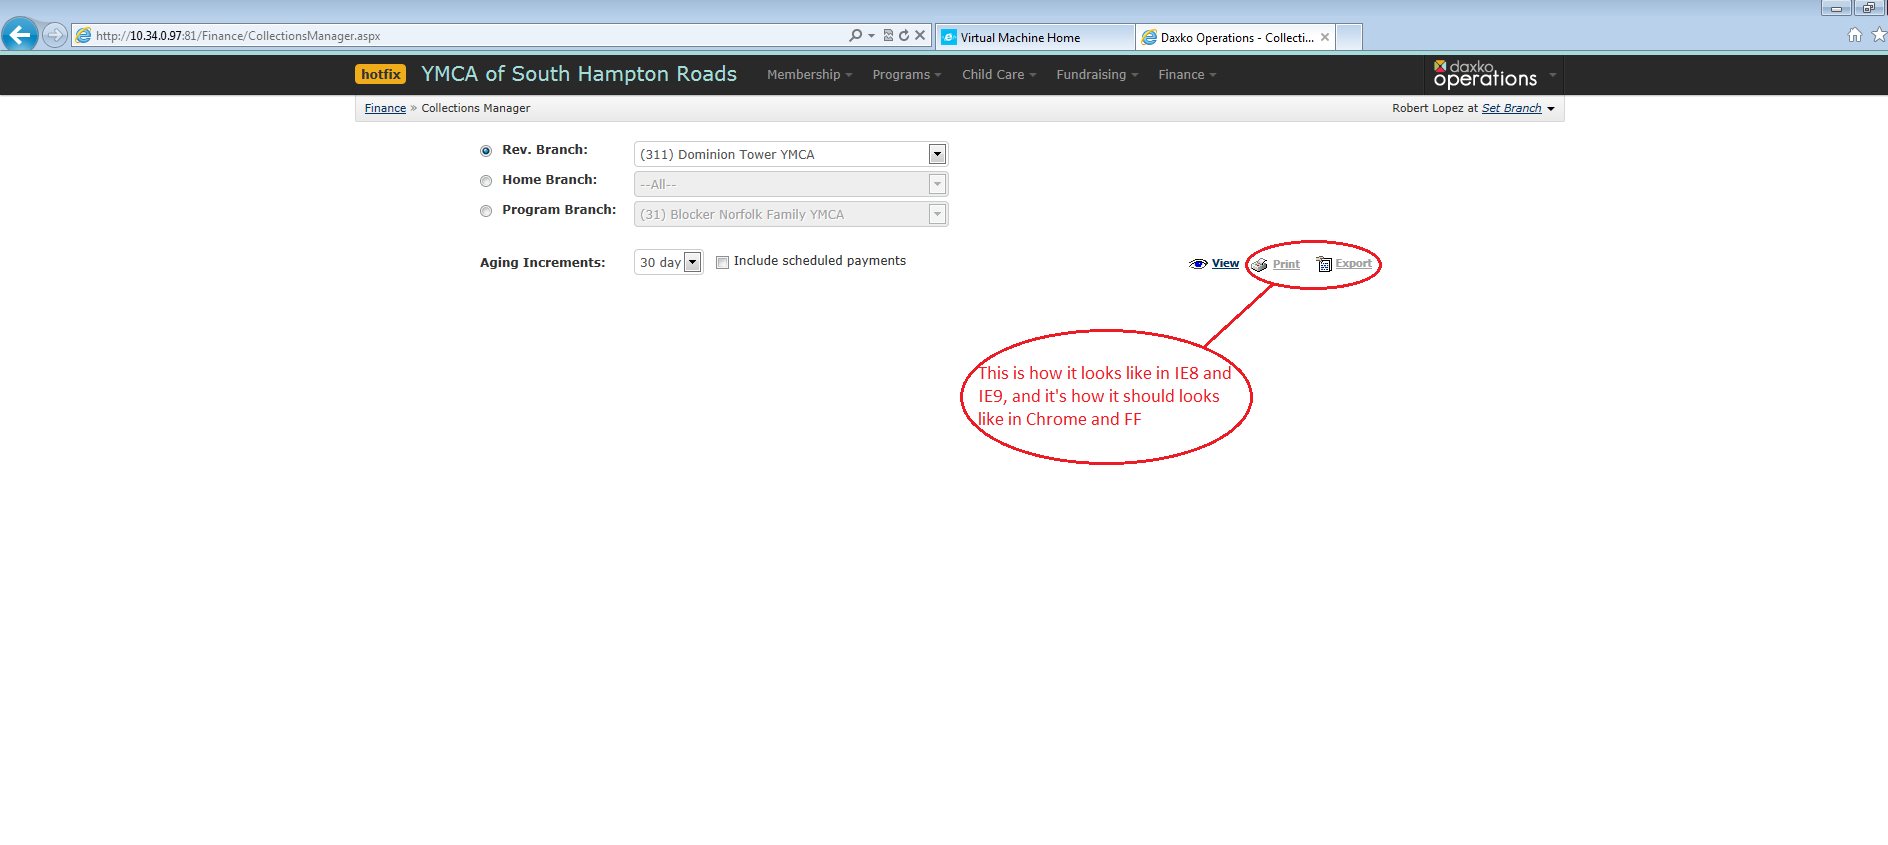 http://10.34.0.97:81/Finance/CollectionsManager.aspx
Virtual Machine Home
Daxko Operations - Collecti...
hotfix
YMCA of South Hampton Roads
Membership
Programs
Child Care
Fundraising
Finance
daxko
operations
Finance » Collections Manager
Robert Lopez at Set Branch
Rev. Branch:
(311) Dominion Tower YMCA
Home Branch:
--All--
Program Branch:
(31) Blocker Norfolk Family YMCA
Aging Increments:
30 day
Include scheduled payments
View
Print
Export
This is how it looks like in IE8 and
IE9, and it's how it should looks
like in Chrome and FF